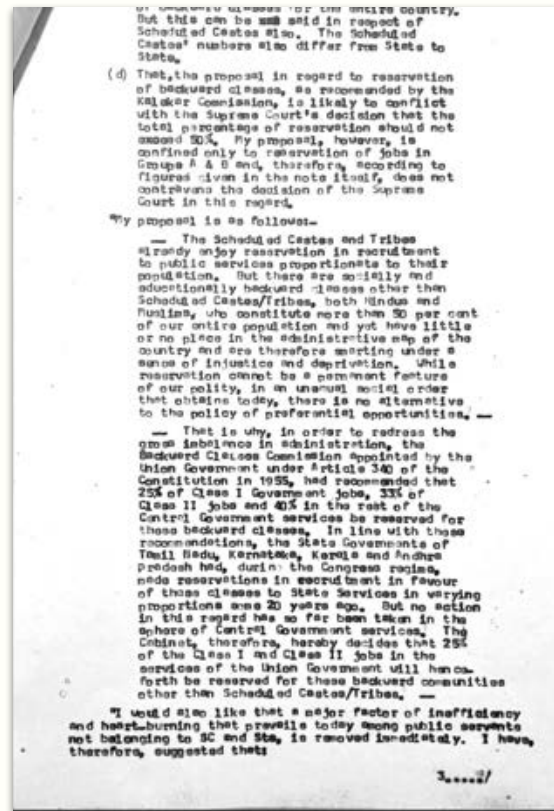 of backward classes for the entire country.
But this can be said in respect of
Scheduled Castes also. The Scheduled
Castes' numbers also differ from State to
State.
(d) That, the proposal in regard to reservation
of backward classes, as recommended by the
Kalakar Commission, is likely to conflict
with the Supreme Court's decision that the
total percentage of reservation should not
exceed 50%. My proposal, however, is
confined only to reservation of jobs in
Groups A & B and, therefore, according to
figures given in the note itself, does not
contravene the decision of the Supreme
Court in this regard.
"My proposal is as follows:-
— The Scheduled Castes and Tribes
already enjoy reservation in recruitment
to public services proportionate to their
population. But there are socially and
educationally backward classes other than
Scheduled Castes/Tribes, both Hindus and
Muslims, who constitute more than 50 per cent
of our entire population and yet have little
or no place in the administrative map of the
country and are therefore smarting under a
sense of injustice and deprivation. While
reservation cannot be a permanent feature
of our polity, in an unequal social order
that obtains today, there is no alternative
to the policy of preferential opportunities. —
— That is why, in order to redress the
gross imbalance in administration, the
Backward Classes Commission appointed by the
Union Government under Article 340 of the
Constitution in 1955, had recommended that
25% of Class I Government jobs, 33% of
Class II jobs and 40% in the rest of the
Central Government services be reserved for
these backward classes. In line with these
recommendations, the State Governments of
Tamil Nadu, Karnataka, Kerala and Andhra
Pradesh had, during the Congress regime,
made reservations in recruitment in favour
of these classes to State Services in varying
proportions some 20 years ago. But no action
in this regard has so far been taken in the
sphere of Central Government services. The
Cabinet, therefore, hereby decides that 25%
of the Class I and Class II jobs in the
services of the Union Government will hence-
forth be reserved for these backward communities
other than Scheduled Castes/Tribes. —
"I would also like that a major factor of inefficiency
and heart-burning that prevails today among public servants
not belonging to SC and Sts, is removed immediately. I have,
therefore, suggested that:
3...../